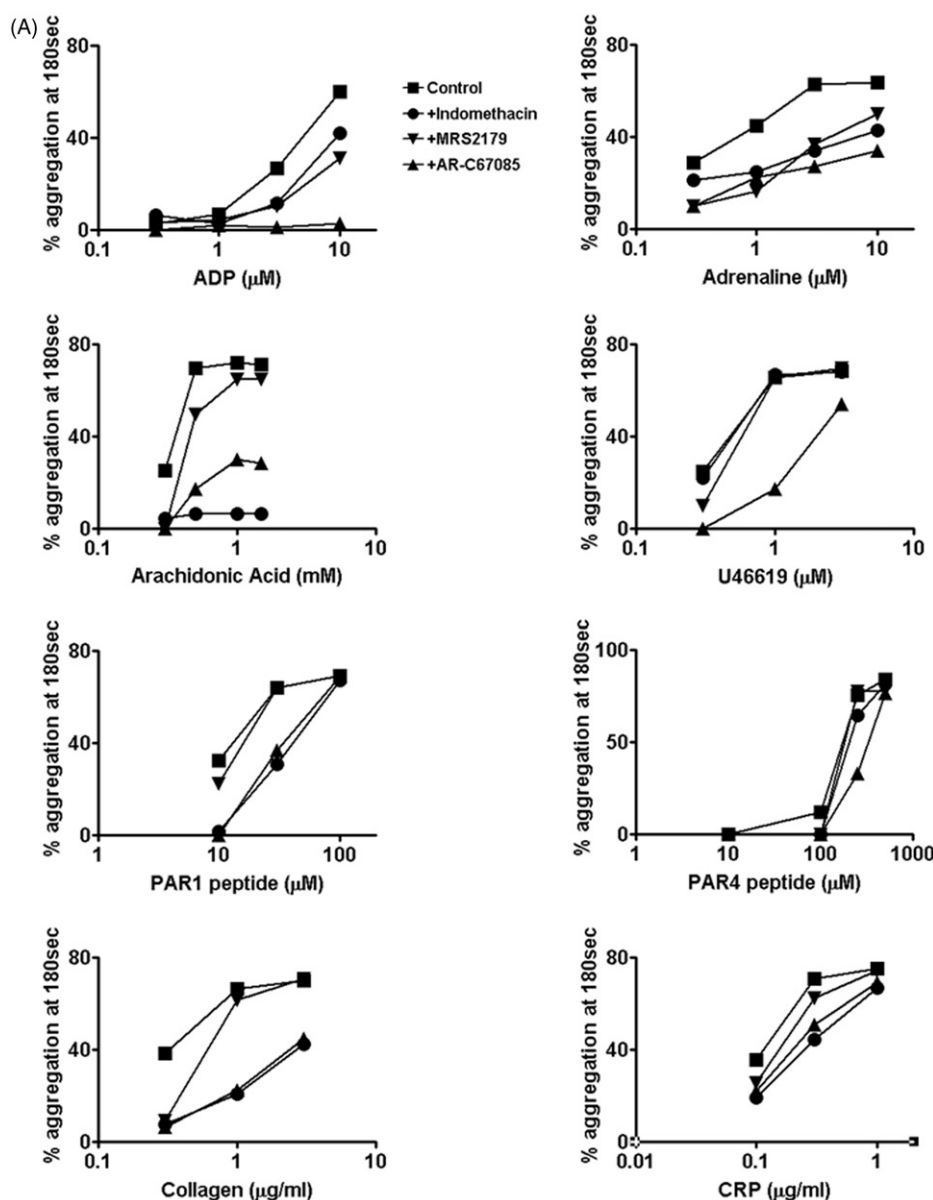 (A)
% aggregation at 180sec
80
40
0
0.1
1
10
ADP (μM)
Control
+Indomethacin
+MRS2179
+AR-C67085
% aggregation at 180sec
80
40
0
0.1
1
10
Adrenaline (μM)
% aggregation at 180sec
80
40
0
0.1
1
10
Arachidonic Acid (mM)
% aggregation at 180sec
80
40
0
0.1
1
10
U46619 (μM)
% aggregation at 180sec
80
40
0
1
10
100
PAR1 peptide (μM)
% aggregation at 180sec
100
50
0
1
10
100
1000
PAR4 peptide (μM)
% aggregation at 180sec
80
40
0
0.1
1
10
Collagen (μg/ml)
% aggregation at 180sec
80
40
0
0.01
0.1
1
CRP (μg/ml)